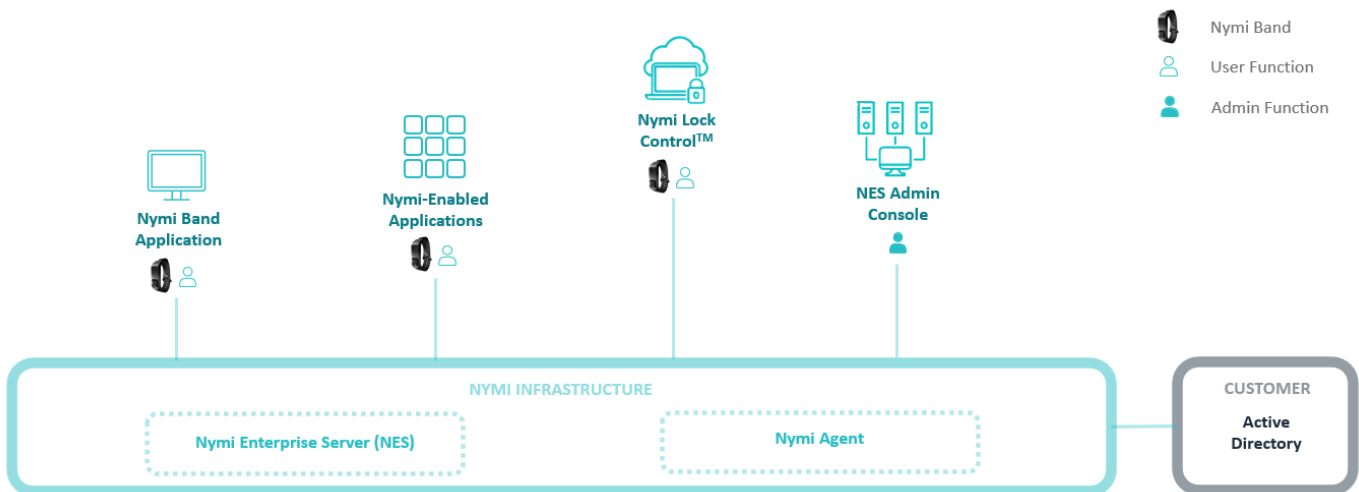 Nymi Band
User Function
Admin Function
Nymi Lock
Control™
Nymi-Enabled
Applications
NES Admin
Console
Nymi Band
Application
NYMI INFRASTRUCTURE
Nymi Enterprise Server (NES)
Nymi Agent
CUSTOMER
Active
Directory